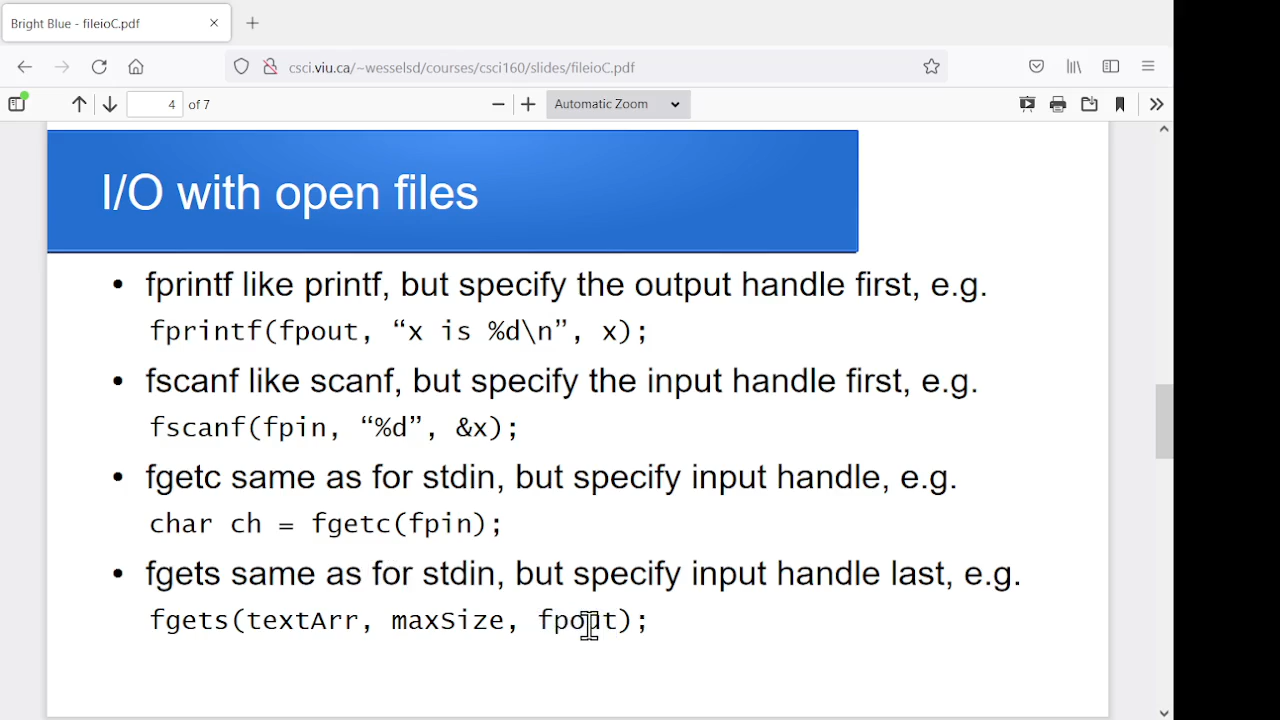 Bright Blue - fileioC.pdf
csci.viu.ca/~wesselsd/courses/csci160/slides/fileioC.pdf
4 of 7
Automatic Zoom
I/O with open files
• fprintf like printf, but specify the output handle first, e.g.
fprintf(fpout, “x is %d\n”, x);
• fscanf like scanf, but specify the input handle first, e.g.
fscanf(fpin, “%d”, &x);
• fgetc same as for stdin, but specify input handle, e.g.
char ch = fgetc(fpin);
• fgets same as for stdin, but specify input handle last, e.g.
fgets(textArr, maxSize, fpout);